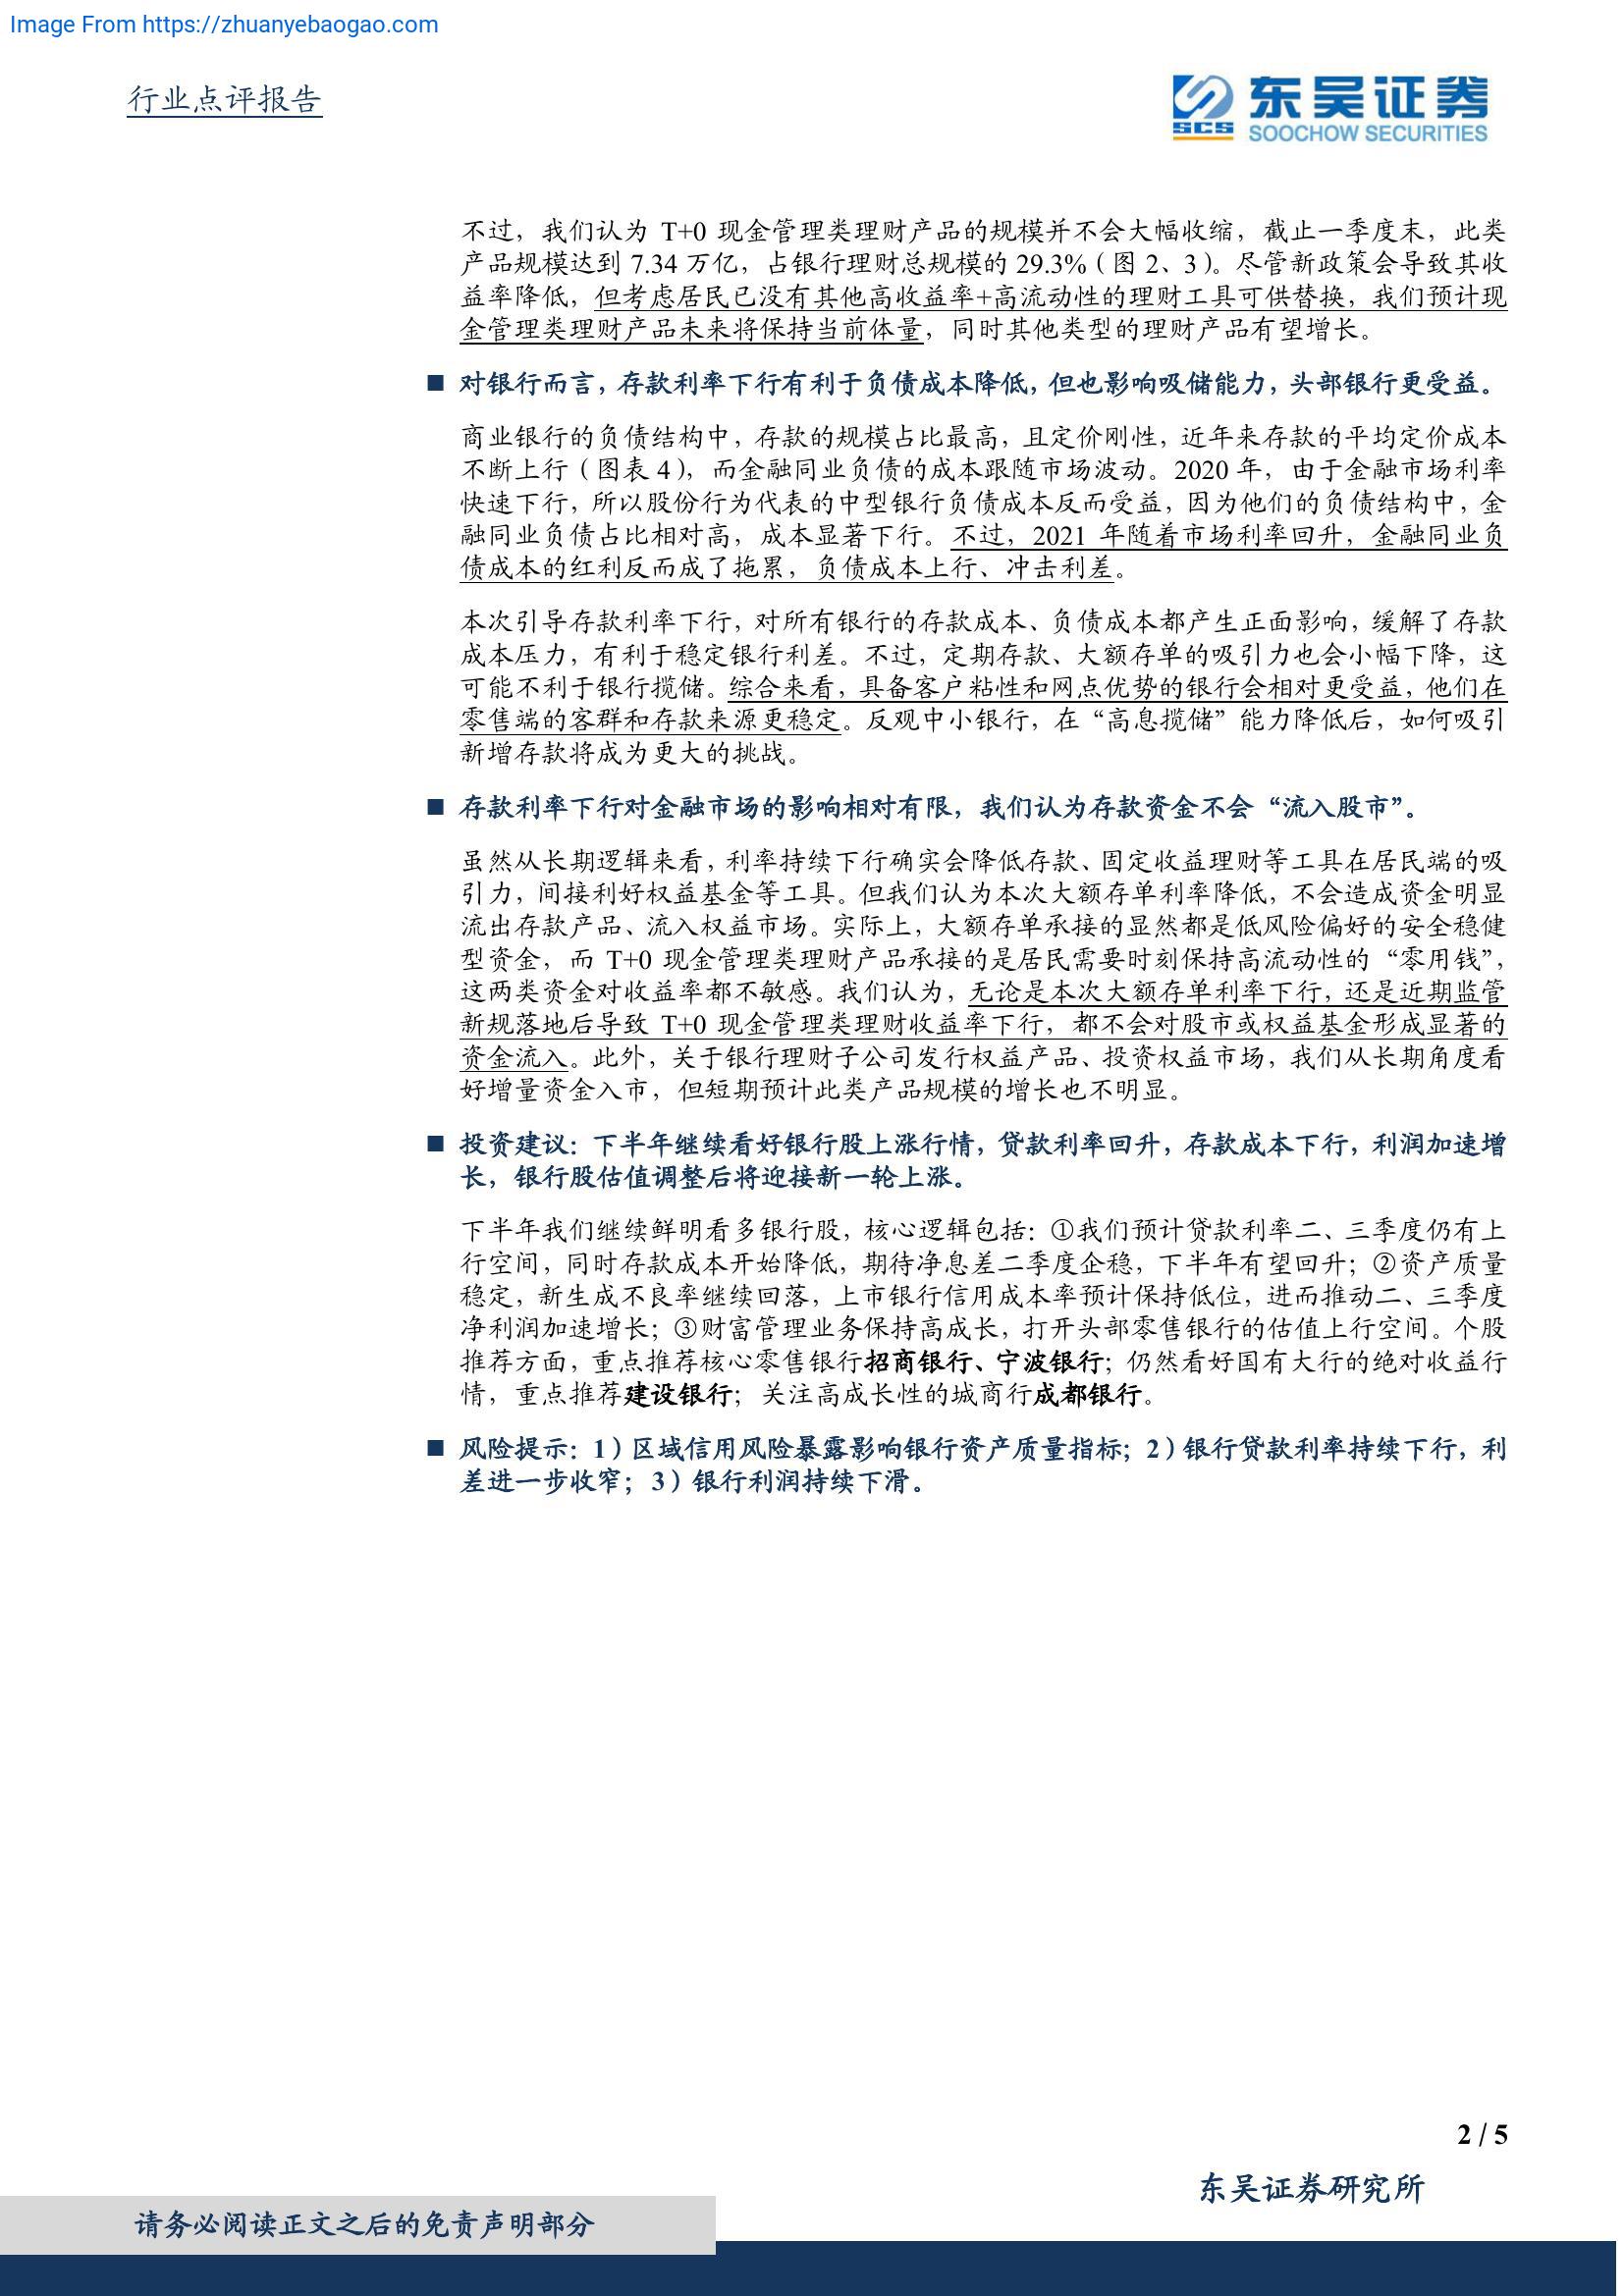 Image From https://zhuanyebaogao.com
行业点评报告
SCS
东吴证券
SOOCHOW SECURITIES
不过，我们认为 T+0 现金管理类理财产品的规模并不会大幅收缩，截止一季度末，此类
产品规模达到 7.34 万亿，占银行理财总规模的 29.3%（图 2、3）。尽管新政策会导致其收
益率降低，但考虑居民已没有其他高收益率+高流动性的理财工具可供替换，我们预计现
金管理类理财产品未来将保持当前体量，同时其他类型的理财产品有望增长。
■ 对银行而言，存款利率下行有利于负债成本降低，但也影响吸储能力，头部银行更受益。
商业银行的负债结构中，存款的规模占比最高，且定价刚性，近年来存款的平均定价成本
不断上行（图表 4），而金融同业负债的成本跟随市场波动。2020 年，由于金融市场利率
快速下行，所以股份行为代表的中型银行负债成本反而受益，因为他们的负债结构中，金
融同业负债占比相对高，成本显著下行。不过，2021 年随着市场利率回升，金融同业负
债成本的红利反而成了拖累，负债成本上行、冲击利差。
本次引导存款利率下行，对所有银行的存款成本、负债成本都产生正面影响，缓解了存款
成本压力，有利于稳定银行利差。不过，定期存款、大额存单的吸引力也会小幅下降，这
可能不利于银行揽储。综合来看，具备客户粘性和网点优势的银行会相对更受益，他们在
零售端的客群和存款来源更稳定。反观中小银行，在“高息揽储”能力降低后，如何吸引
新增存款将成为更大的挑战。
■ 存款利率下行对金融市场的影响相对有限，我们认为存款资金不会“流入股市”。
虽然从长期逻辑来看，利率持续下行确实会降低存款、固定收益理财等工具在居民端的吸
引力，间接利好权益基金等工具。但我们认为本次大额存单利率降低，不会造成资金明显
流出存款产品、流入权益市场。实际上，大额存单承接的显然都是低风险偏好的安全稳健
型资金，而 T+0 现金管理类理财产品承接的是居民需要时刻保持高流动性的“零用钱”，
这两类资金对收益率都不敏感。我们认为，无论是本次大额存单利率下行，还是近期监管
新规落地后导致 T+0 现金管理类理财收益率下行，都不会对股市或权益基金形成显著的
资金流入。此外，关于银行理财子公司发行权益产品、投资权益市场，我们从长期角度看
好增量资金入市，但短期预计此类产品规模的增长也不明显。
■ 投资建议：下半年继续看好银行股上涨行情，贷款利率回升，存款成本下行，利润加速增
长，银行股估值调整后将迎接新一轮上涨。
下半年我们继续鲜明看多银行股，核心逻辑包括：①我们预计贷款利率二、三季度仍有上
行空间，同时存款成本开始降低，期待净息差二季度企稳，下半年有望回升；②资产质量
稳定，新生成不良率继续回落，上市银行信用成本率预计保持低位，进而推动二、三季度
净利润加速增长；③财富管理业务保持高成长，打开头部零售银行的估值上行空间。个股
推荐方面，重点推荐核心零售银行招商银行、宁波银行；仍然看好国有大行的绝对收益行
情，重点推荐建设银行；关注高成长性的城商行成都银行。
■ 风险提示：1）区域信用风险暴露影响银行资产质量指标；2）银行贷款利率持续下行，利
差进一步收窄；3）银行利润持续下滑。
2 / 5
东吴证券研究所
请务必阅读正文之后的免责声明部分